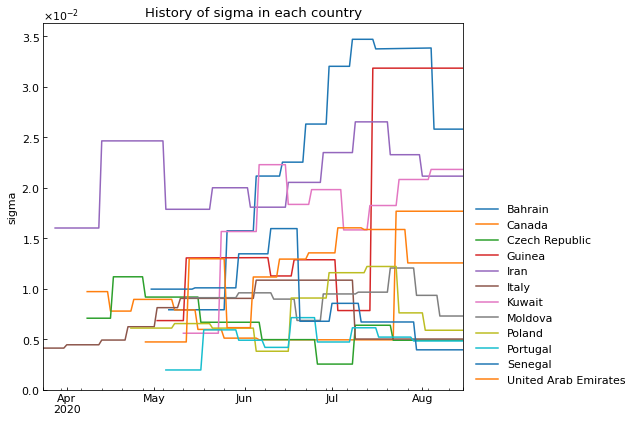 History of sigma in each country
×10⁻²
3.5
3.0
2.5
2.0
1.5
1.0
0.5
0.0
sigma
Apr
2020
May
Jun
Jul
Aug
Bahrain
Canada
Czech Republic
Guinea
Iran
Italy
Kuwait
Moldova
Poland
Portugal
Senegal
United Arab Emirates